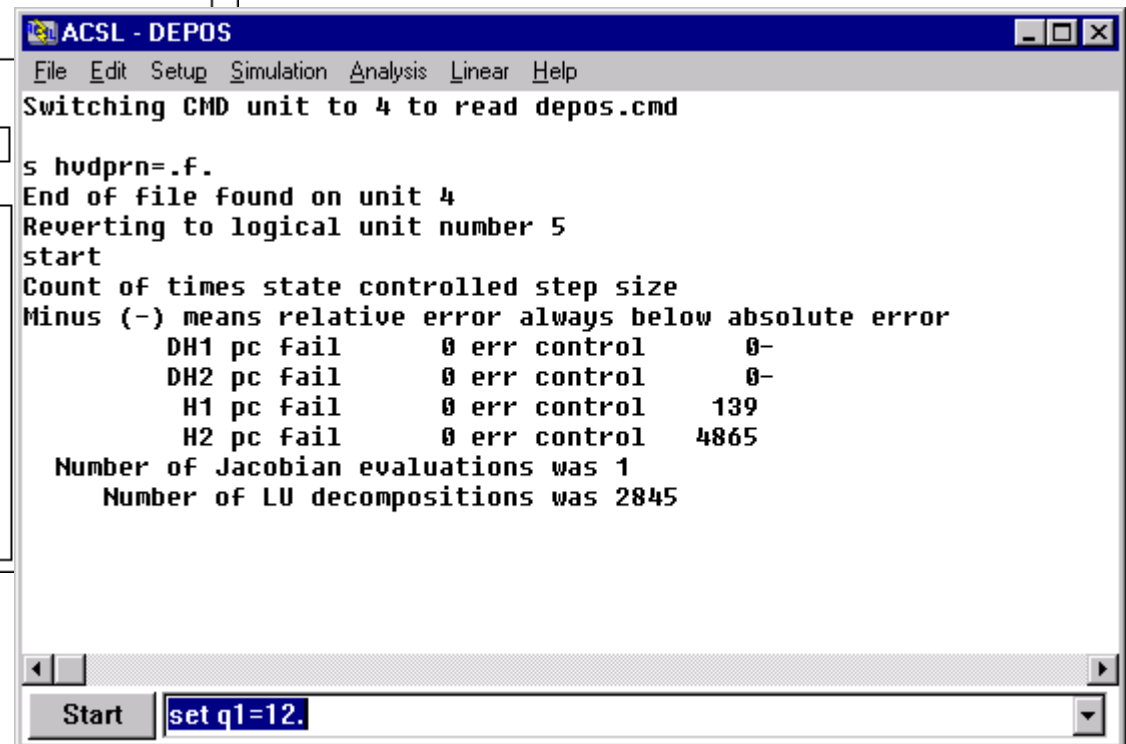 ACSL - DEPOS
File Edit Setup Simulation Analysis Linear Help
Switching CMD unit to 4 to read depos.cmd
s hvdprn=.f.
End of file found on unit 4
Reverting to logical unit number 5
start
Count of times state controlled step size
Minus (-) means relative error always below absolute error
DH1 pc fail 0 err control 0-
DH2 pc fail 0 err control 0-
H1 pc fail 0 err control 139
H2 pc fail 0 err control 4865
Number of Jacobian evaluations was 1
Number of LU decompositions was 2845
Start set q1=12.